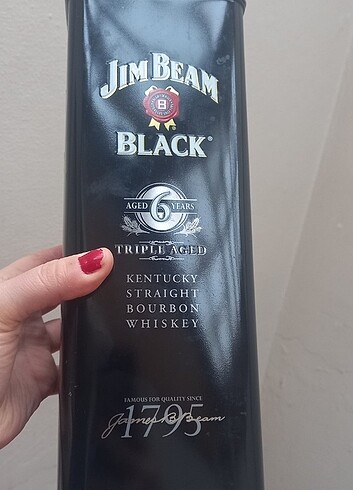 JIM BEAM
B
BLACK®
AGED 6 YEARS
TRIPLE AGED
KENTUCKY
STRAIGHT
BOURBON
WHISKEY
FAMOUS FOR QUALITY SINCE
1795
James B. Beam